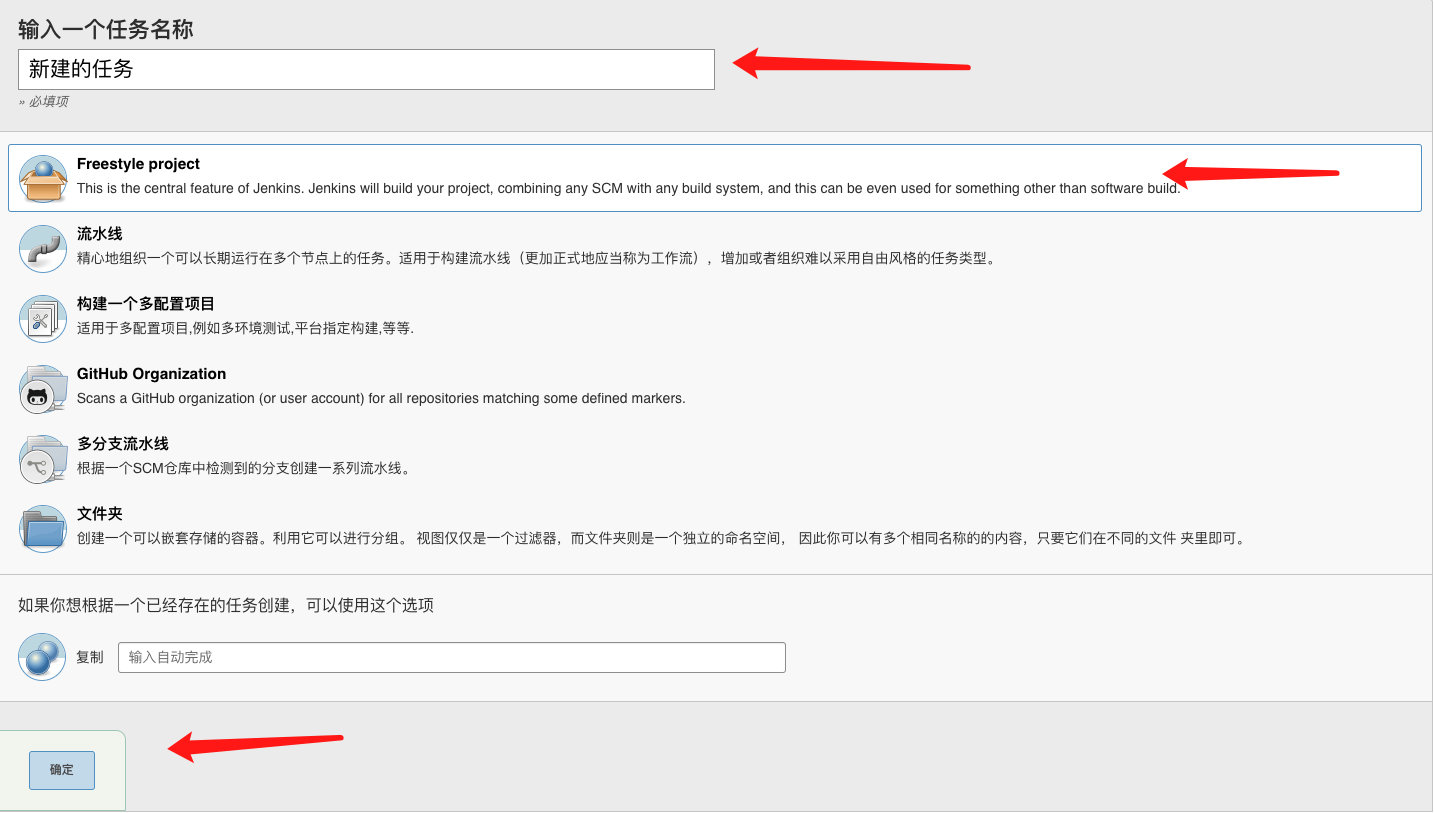 输入一个任务名称
新建的任务
» 必填项
Freestyle project
This is the central feature of Jenkins. Jenkins will build your project, combining any SCM with any build system, and this can be even used for something other than software build.
流水线
精心地组织一个可以长期运行在多个节点上的任务。适用于构建流水线（更加正式地应当称为工作流），增加或者组织难以采用自由风格的任务类型。
构建一个多配置项目
适用于多配置项目,例如多环境测试,平台指定构建,等等.
GitHub Organization
Scans a GitHub organization (or user account) for all repositories matching some defined markers.
多分支流水线
根据一个SCM仓库中检测到的分支创建一系列流水线。
文件夹
创建一个可以嵌套存储的容器。利用它可以进行分组。 视图仅仅是一个过滤器，而文件夹则是一个独立的命名空间， 因此你可以有多个相同名称的的内容，只要它们在不同的文件 夹里即可。
如果你想根据一个已经存在的任务创建，可以使用这个选项
复制 输入自动完成
确定